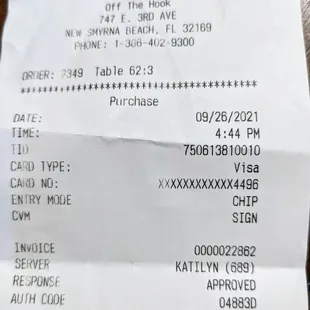 Off The Hook
747 E. 3RD AVE
NEW SMYRNA BEACH, FL 32169
PHONE: 1-386-402-9300
ORDER: 7349 Table 62:3
****************************************
Purchase
DATE: 09/26/2021
TIME: 4:44 PM
TID 750613810010
CARD TYPE: Visa
CARD NO: XXXXXXXXXXXX4496
ENTRY MODE CHIP
CVM SIGN
INVOICE 0000022862
SERVER KATILYN (689)
RESPONSE APPROVED
AUTH CODE 04883D